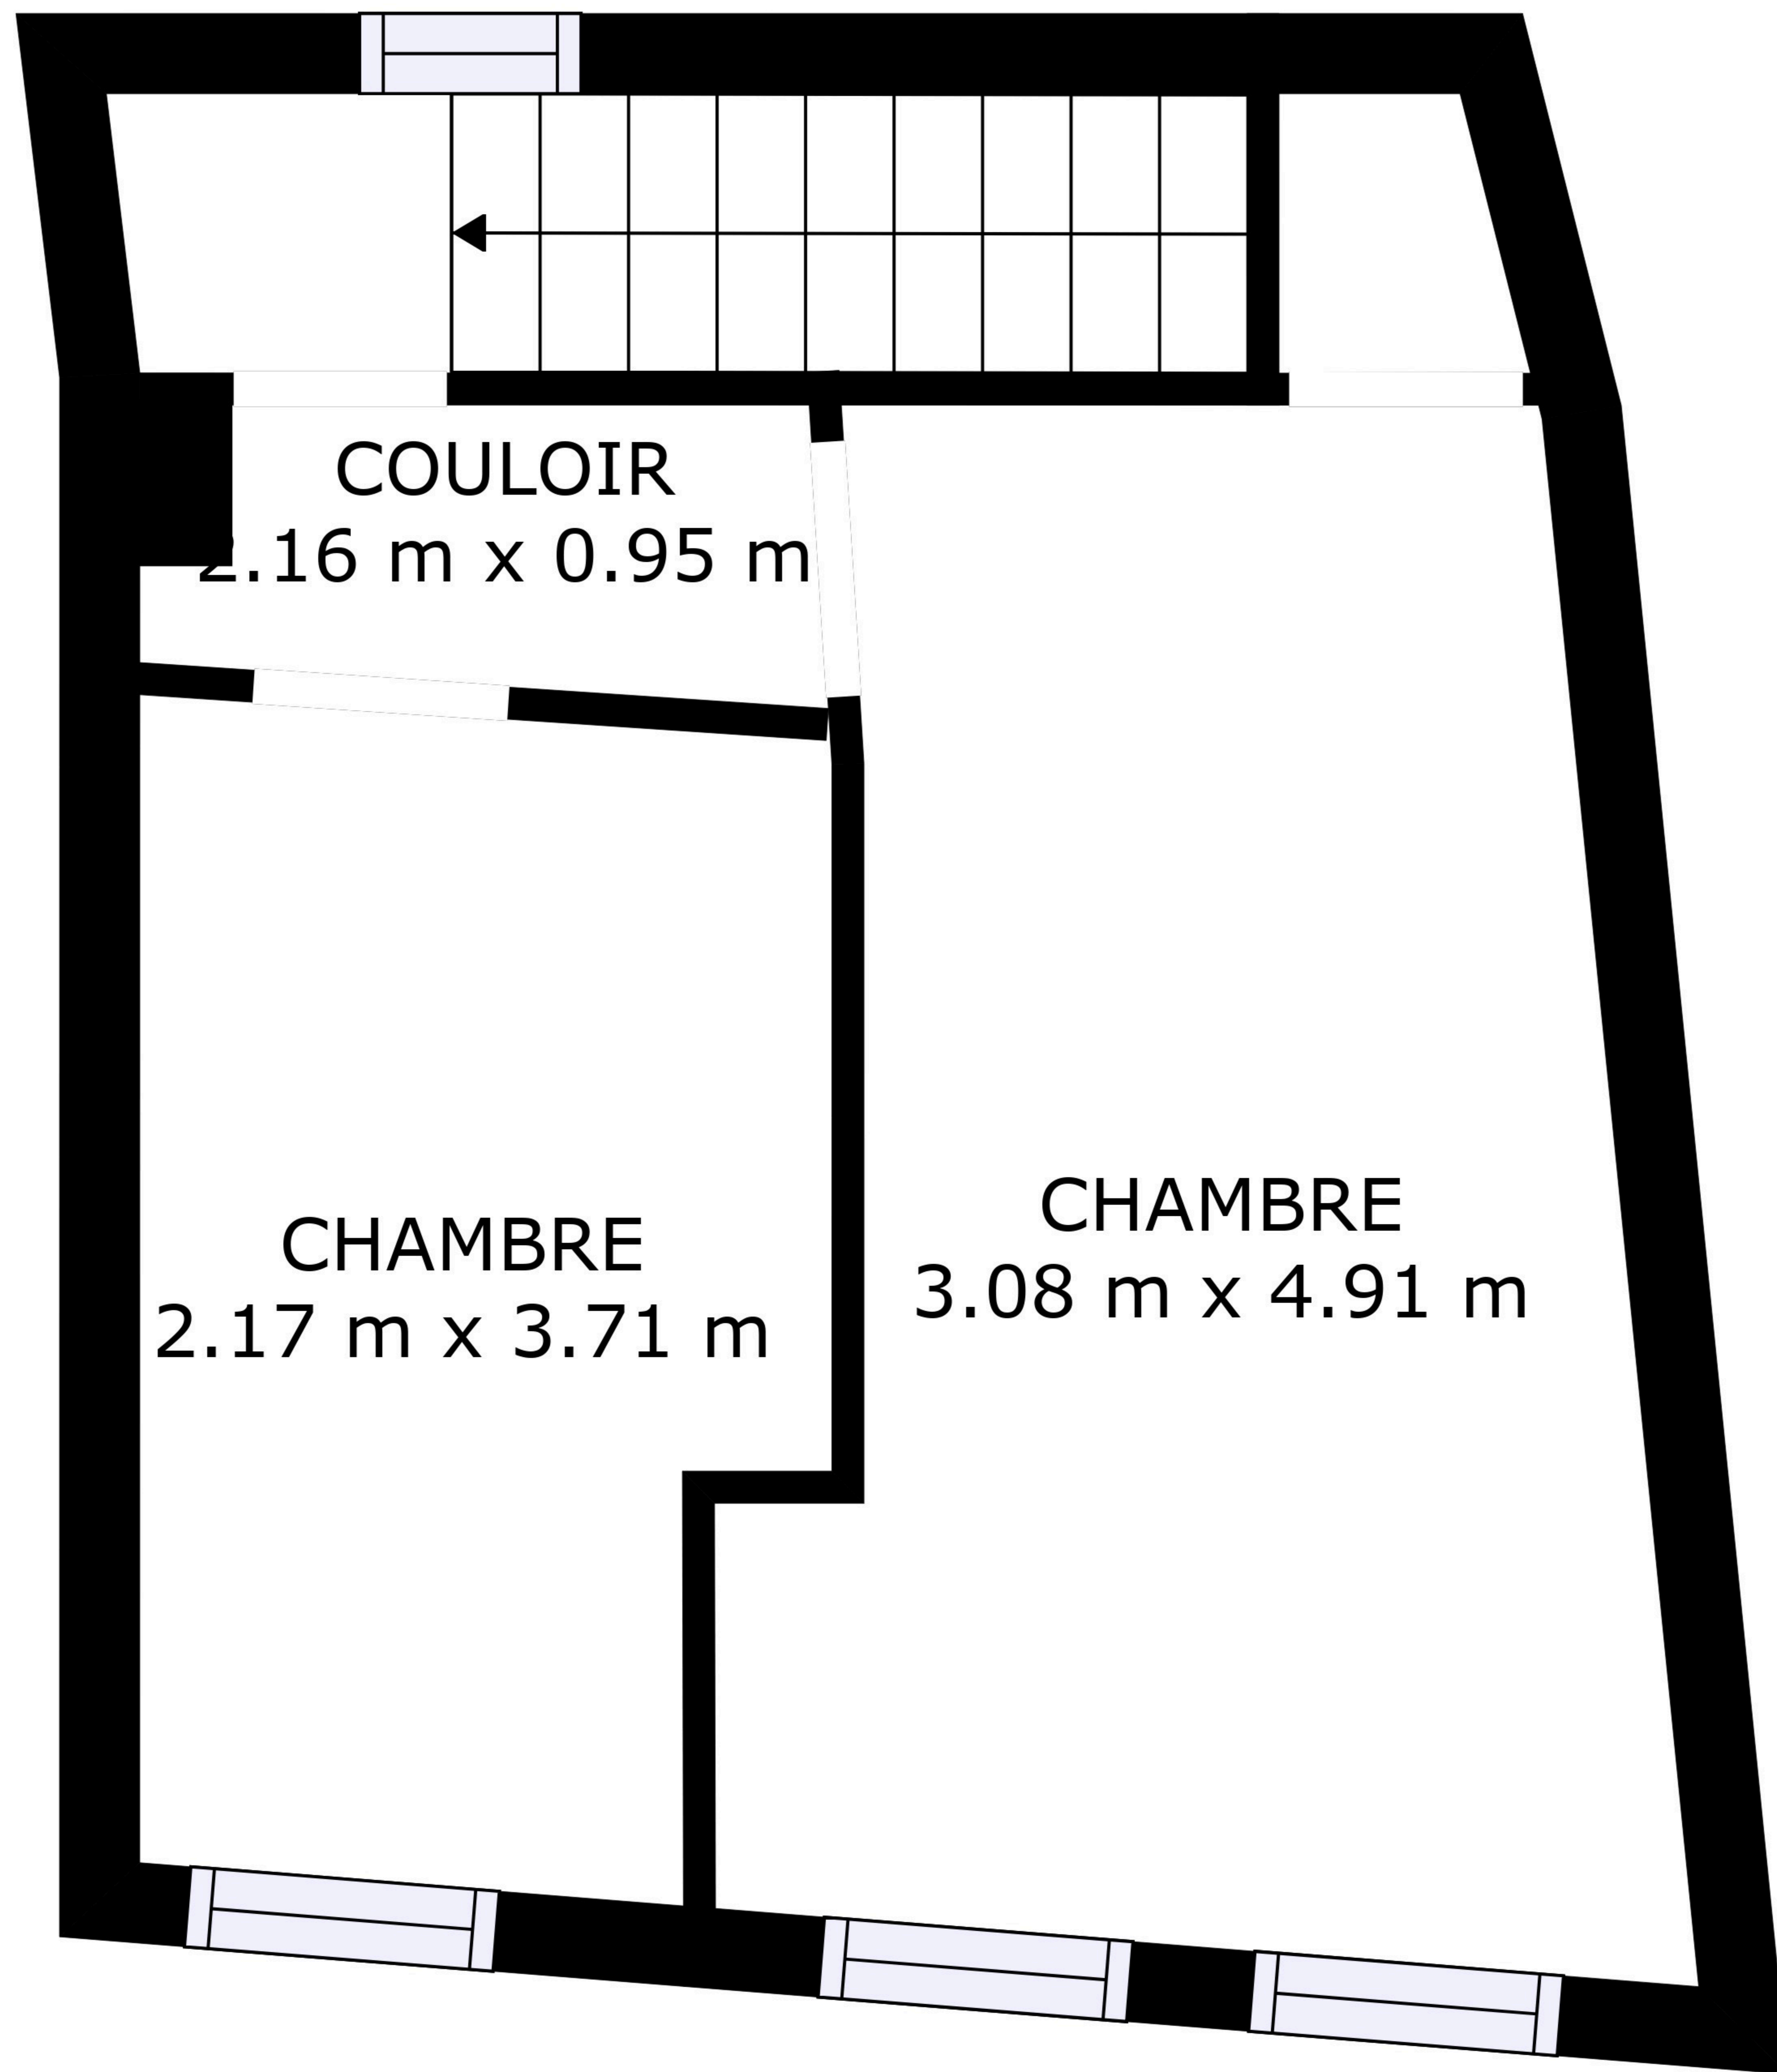 COULOIR
2.16 m x 0.95 m
CHAMBRE
3.08 m x 4.91 m
CHAMBRE
2.17 m x 3.71 m